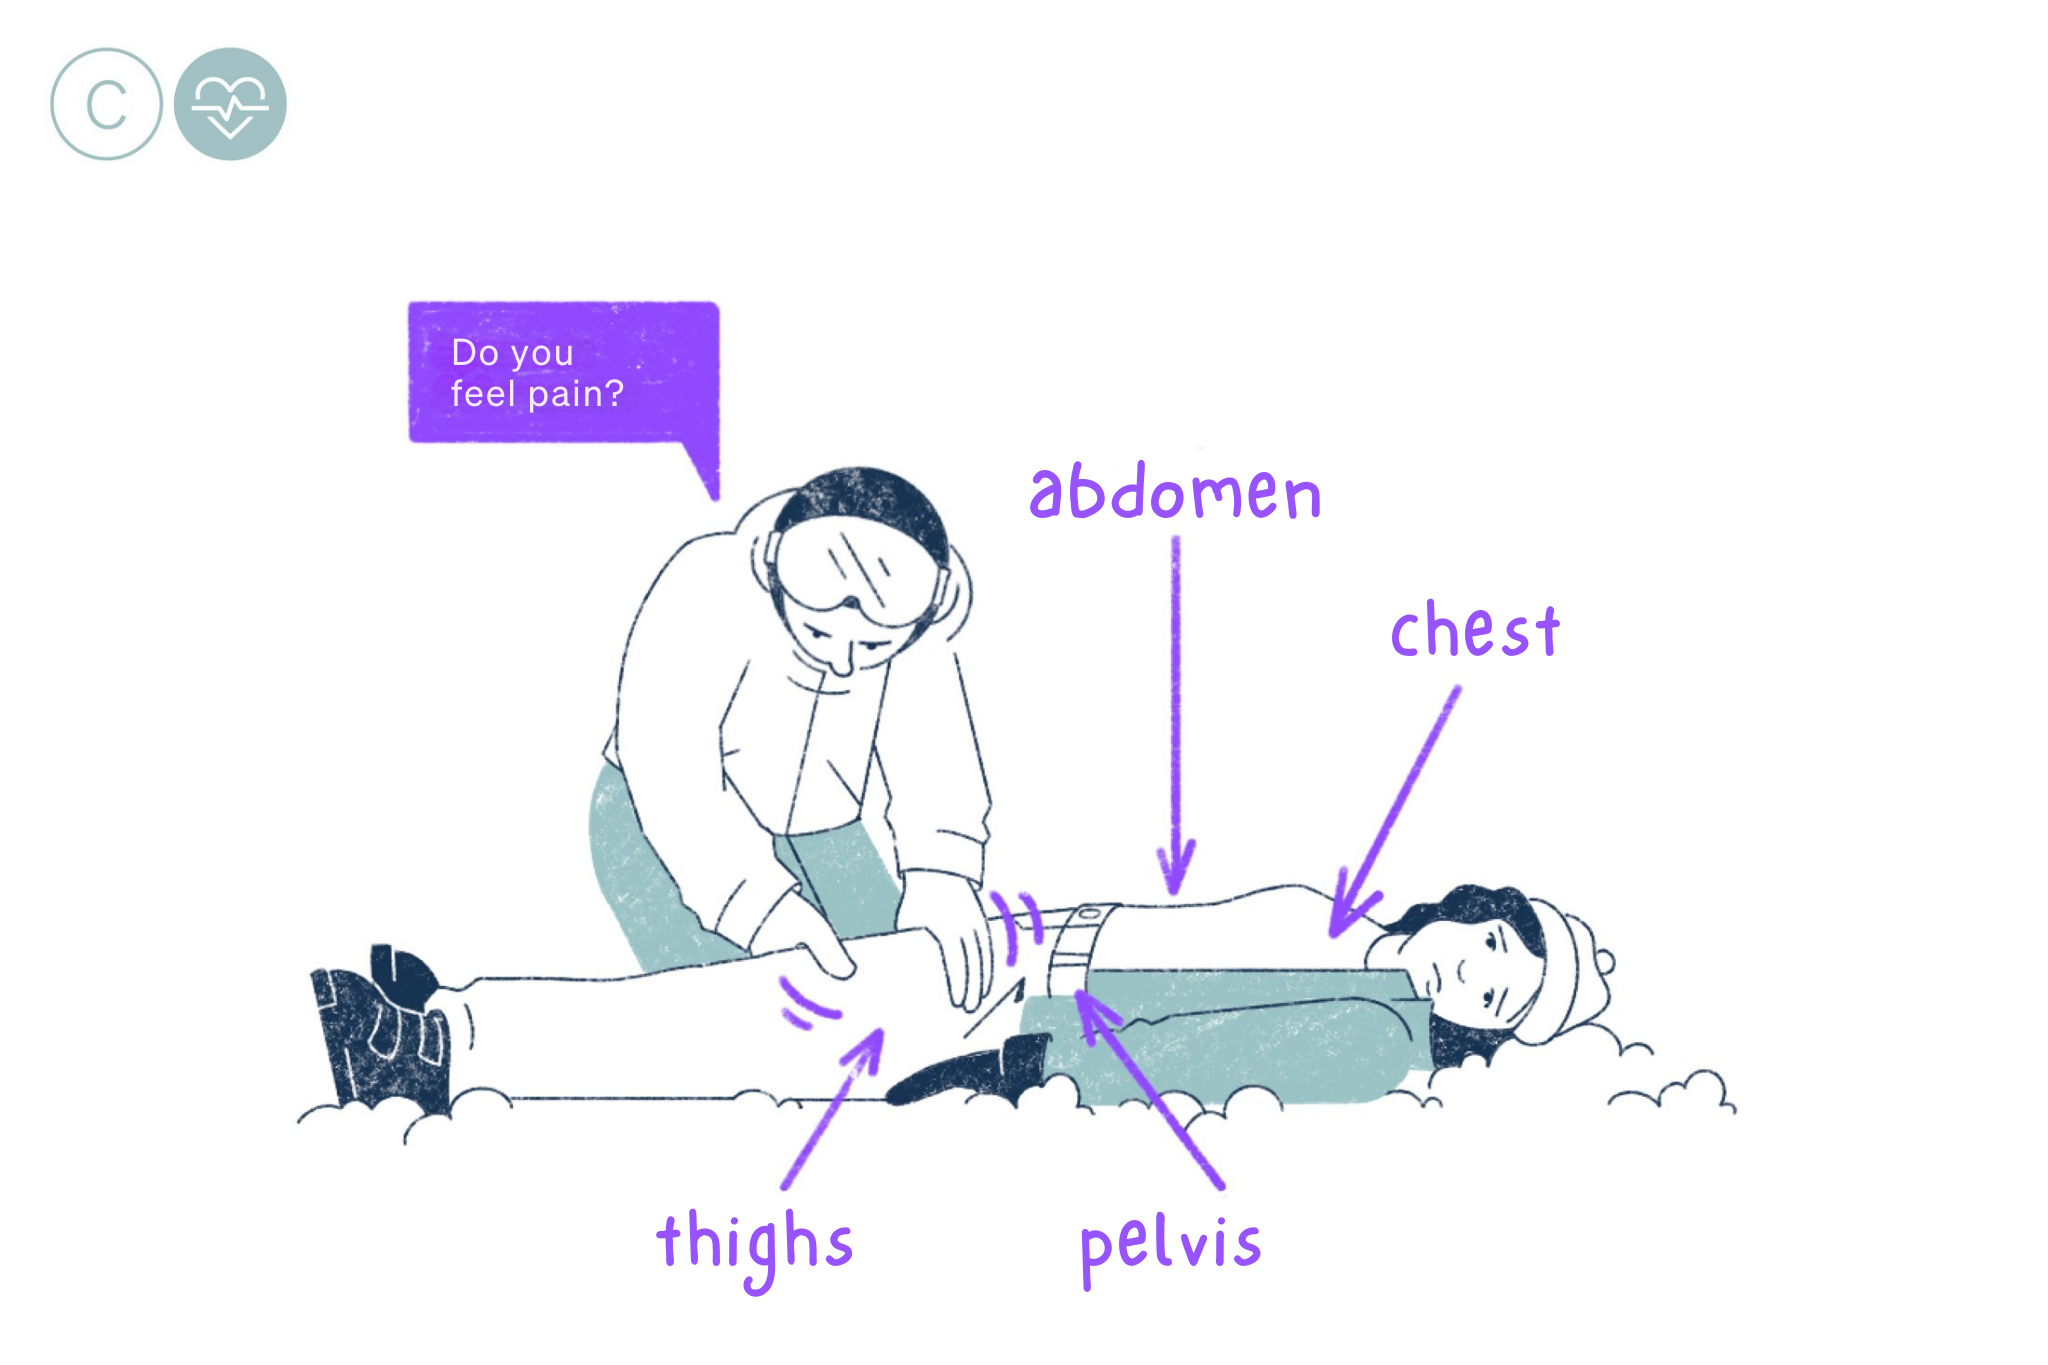 C
Do you
feel pain?
abdomen
chest
thighs
pelvis